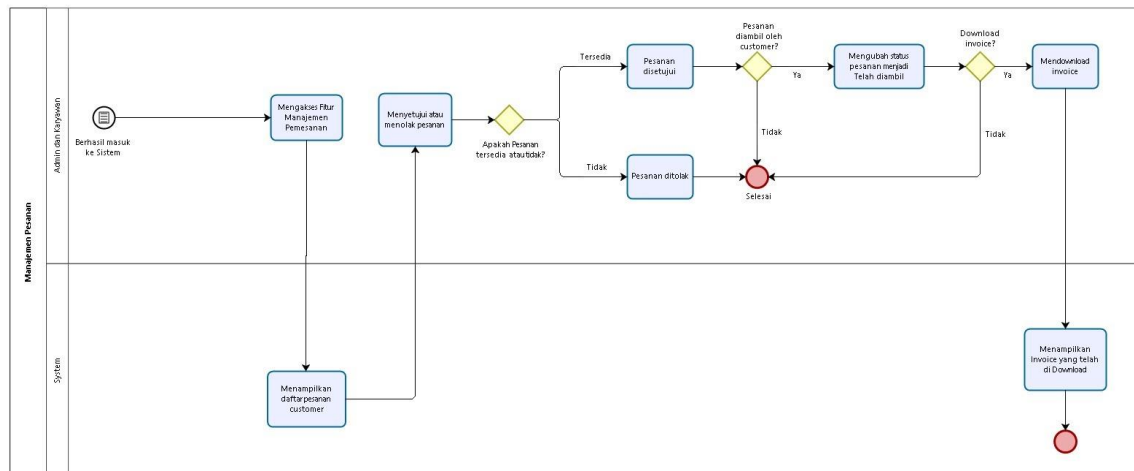 Manajemen Pesanan
Admin dan Karyawan
Berhasil masuk
ke Sistem
Mengakses Fitur
Manajemen
Pemesanan
Menyetujui atau
menolak pesanan
Apakah Pesanan
tersedia atau tidak?
Tersedia
Pesanan
disetujui
Tidak
Pesanan ditolak
Pesanan
diambil oleh
customer?
Ya
Tidak
Selesai
Mengubah status
pesanan menjadi
Telah diambil
Download
invoice?
Ya
Tidak
Mendownload
invoice
System
Menampilkan
daftar pesanan
customer
Menampilkan
Invoice yang telah
di Download